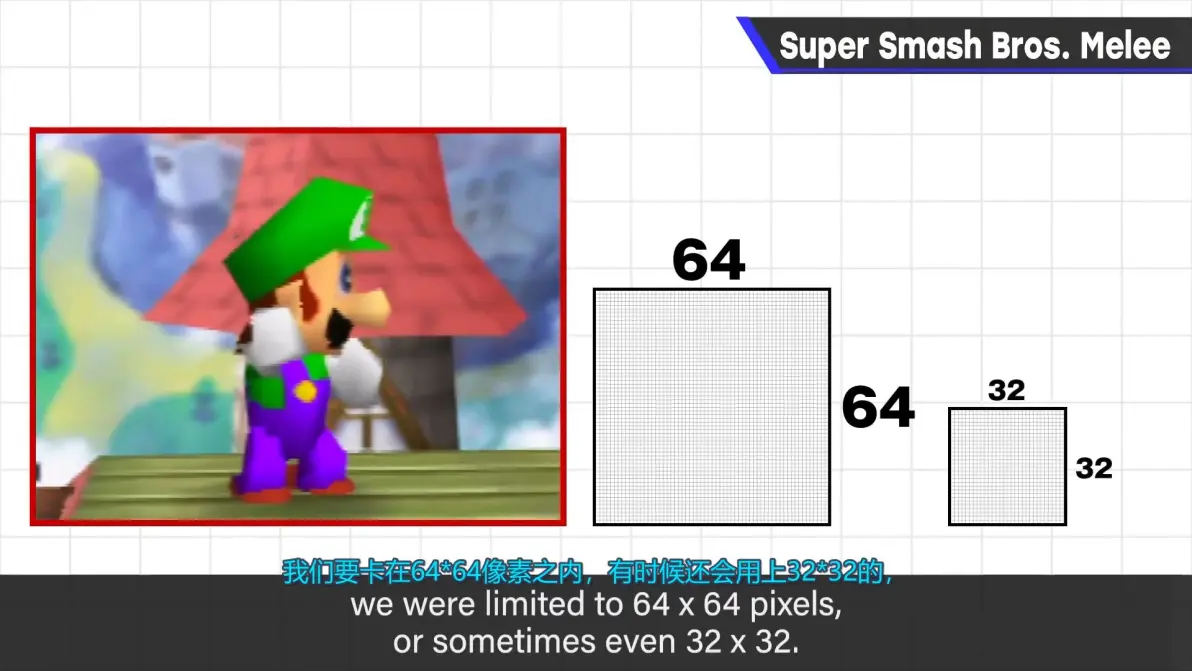 Super Smash Bros. Melee
64
64
32
32
我们要卡在64*64像素之内，有时候还会用上32*32的，
we were limited to 64 x 64 pixels,
or sometimes even 32 x 32.